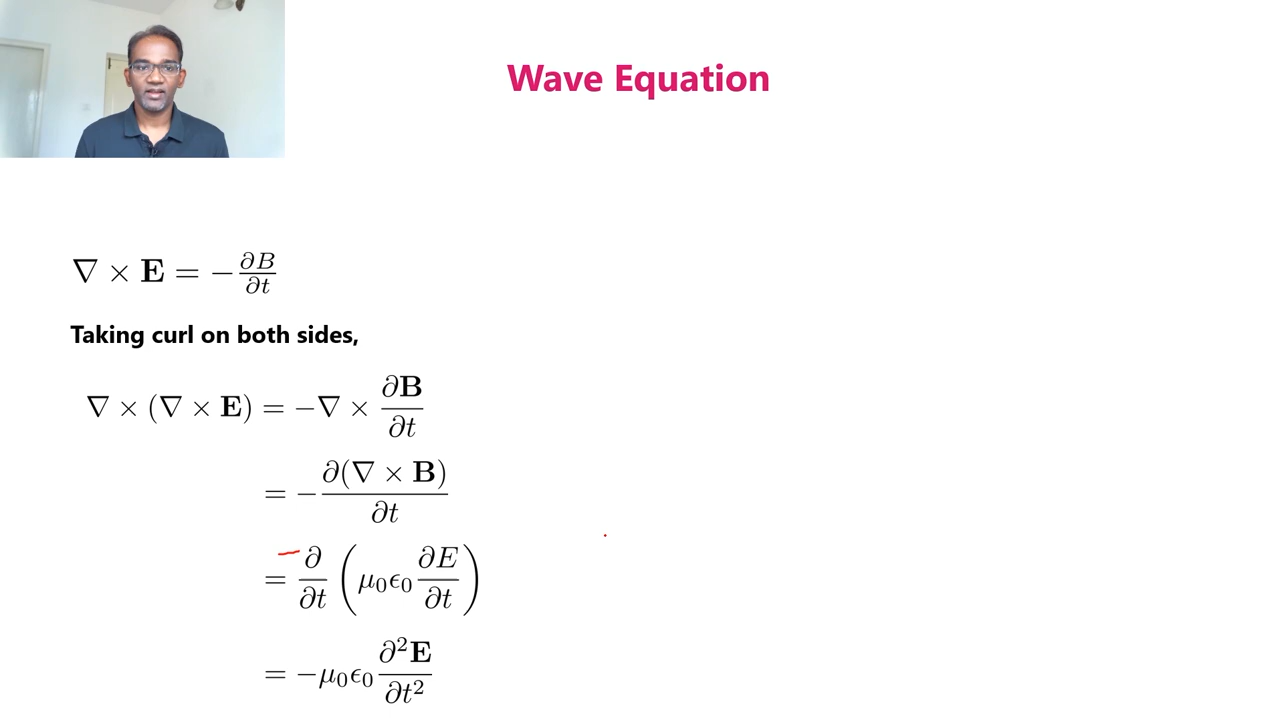 Wave Equation
∇ × 𝐄 = −∂B/∂t
Taking curl on both sides,
∇ × (∇ × 𝐄) = −∇ × ∂𝐁/∂t
= −∂(∇ × 𝐁)/∂t
= −∂/∂t (μ₀ϵ₀ ∂E/∂t)
= −μ₀ϵ₀ ∂²𝐄/∂t²